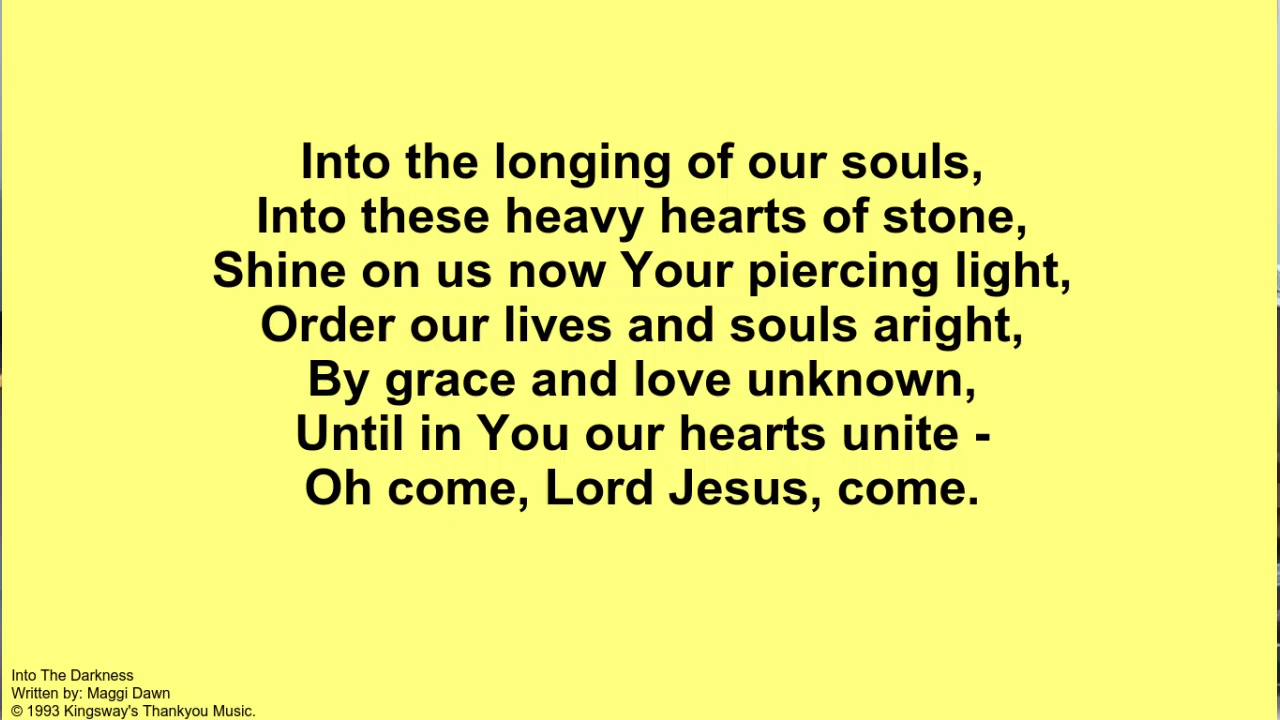 Into the longing of our souls,
Into these heavy hearts of stone,
Shine on us now Your piercing light,
Order our lives and souls aright,
By grace and love unknown,
Until in You our hearts unite -
Oh come, Lord Jesus, come.
Into The Darkness
Written by: Maggi Dawn
© 1993 Kingsway's Thankyou Music.